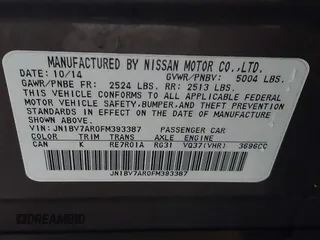 MANUFACTURED BY NISSAN MOTOR CO.,LTD.
DATE: 10/14 GVWR/PNBV: 5004 LBS.
GAWR/PNBE FR: 2524 LBS. RR: 2513 LBS.
THIS VEHICLE CONFORMS TO ALL APPLICABLE FEDERAL
MOTOR VEHICLE SAFETY,BUMPER,AND THEFT PREVENTION
STANDARDS IN EFFECT ON THE DATE OF MANUFACTURE
SHOWN ABOVE.
VIN:JN1BV7AR0FM393387 PASSENGER CAR
COLOR TRIM TRANS AXLE ENGINE
CAN K RE7R01A RG31 VQ37(VHR) 3696CC
JN1BV7AR0FM393387
DREAMBID